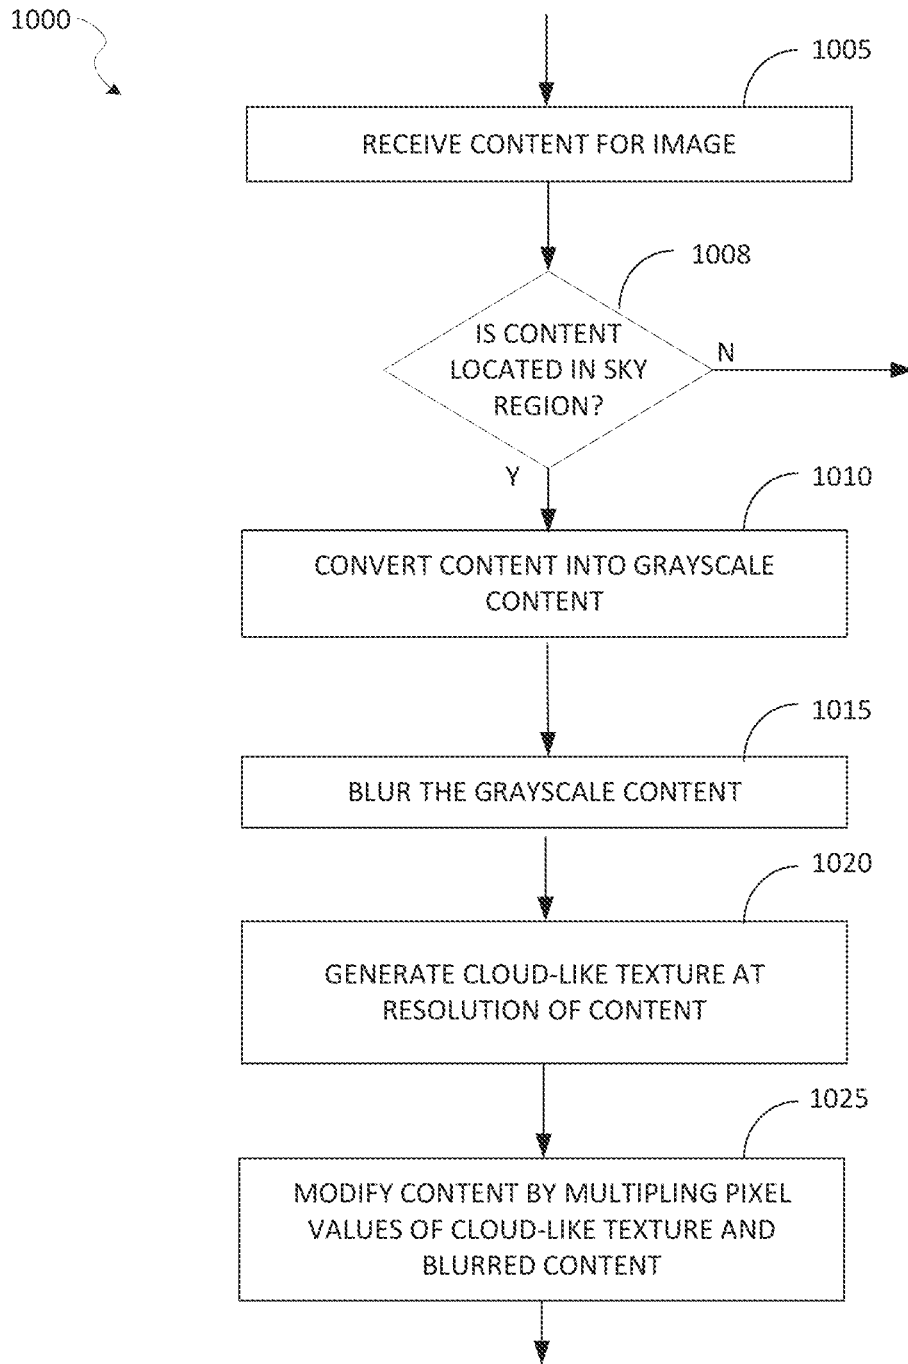 1000
1005
RECEIVE CONTENT FOR IMAGE
1008
IS CONTENT
LOCATED IN SKY
REGION?
N
Y
1010
CONVERT CONTENT INTO GRAYSCALE
CONTENT
1015
BLUR THE GRAYSCALE CONTENT
1020
GENERATE CLOUD-LIKE TEXTURE AT
RESOLUTION OF CONTENT
1025
MODIFY CONTENT BY MULTIPLING PIXEL
VALUES OF CLOUD-LIKE TEXTURE AND
BLURRED CONTENT